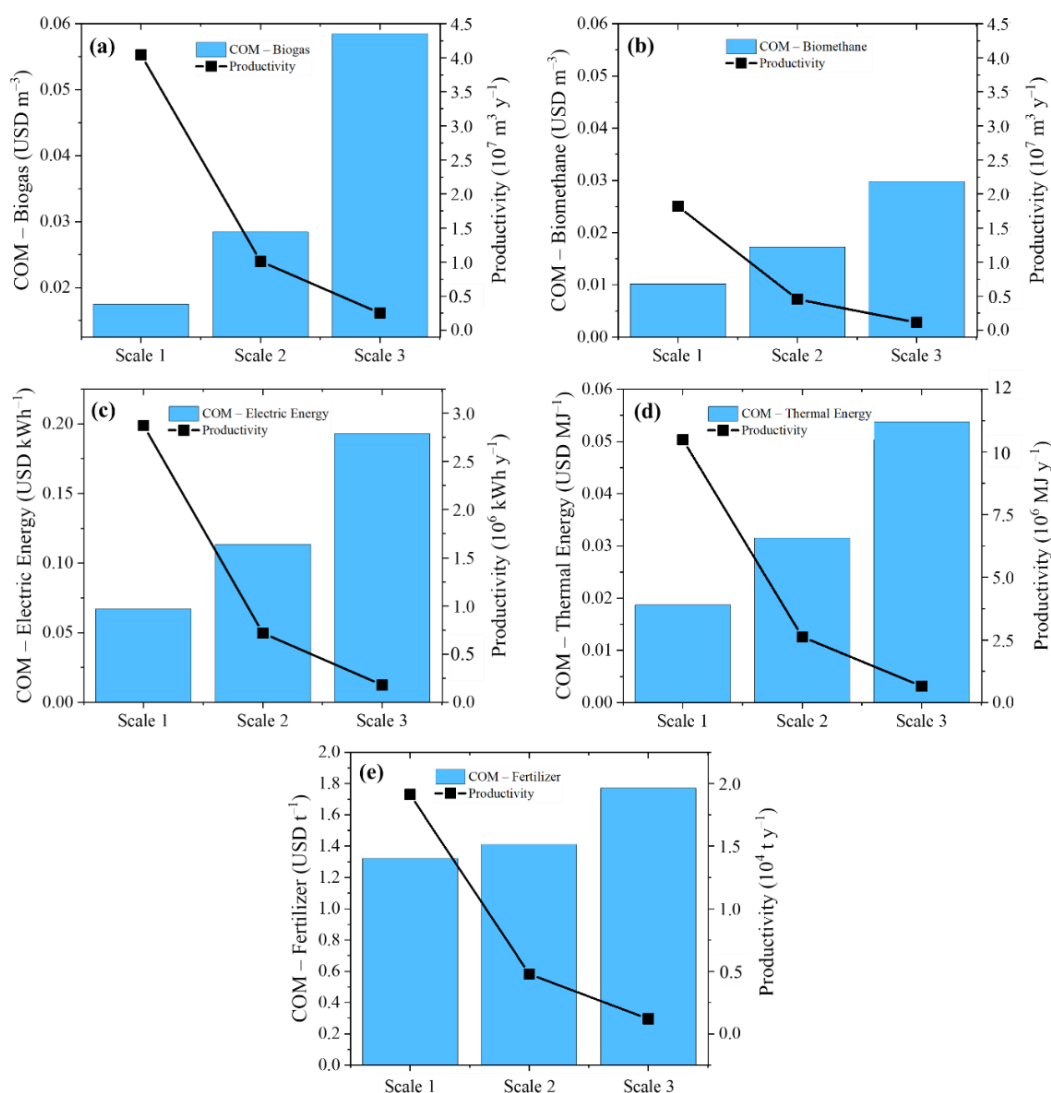 (a)
COM – Biogas
Productivity
COM – Biogas (USD m⁻³)
0.06
0.05
0.04
0.03
0.02
Productivity (10⁷ m³ y⁻¹)
4.5
4.0
3.5
3.0
2.5
2.0
1.5
1.0
0.5
0.0
Scale 1 Scale 2 Scale 3
(b)
COM – Biomethane
Productivity
COM – Biomethane (USD m⁻³)
0.06
0.05
0.04
0.03
0.02
0.01
0.00
Productivity (10⁷ m³ y⁻¹)
4.5
4.0
3.5
3.0
2.5
2.0
1.5
1.0
0.5
0.0
Scale 1 Scale 2 Scale 3
(c)
COM – Electric Energy
Productivity
COM – Electric Energy (USD kWh⁻¹)
0.20
0.15
0.10
0.05
0.00
Productivity (10⁶ kWh y⁻¹)
3.0
2.5
2.0
1.5
1.0
0.5
0.0
Scale 1 Scale 2 Scale 3
(d)
COM – Thermal Energy
Productivity
COM – Thermal Energy (USD MJ⁻¹)
0.06
0.05
0.04
0.03
0.02
0.01
0.00
Productivity (10⁶ MJ y⁻¹)
12
10
7.5
5.0
2.5
0.0
Scale 1 Scale 2 Scale 3
(e)
COM – Fertilizer
Productivity
COM – Fertilizer (USD t⁻¹)
2.0
1.8
1.6
1.4
1.2
1.0
0.8
0.6
0.4
0.2
0.0
Productivity (10⁴ t y⁻¹)
2.0
1.5
1.0
0.5
0.0
Scale 1 Scale 2 Scale 3